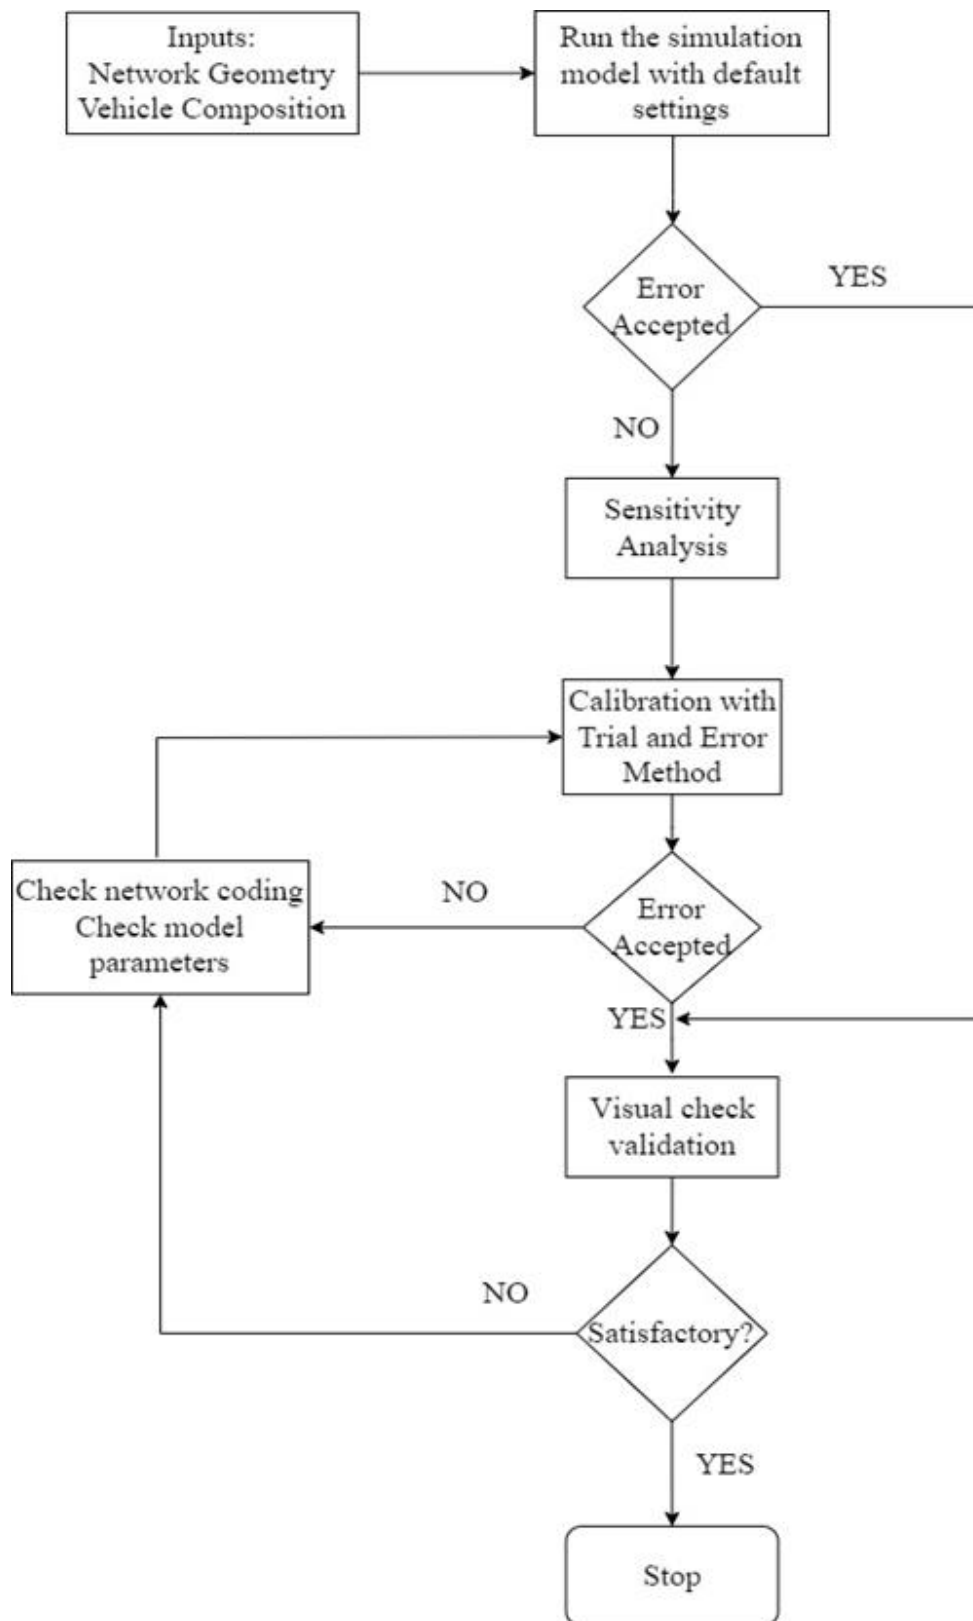 Inputs:
Network Geometry
Vehicle Composition
Run the simulation
model with default
settings
Error
Accepted
YES
NO
Sensitivity
Analysis
Calibration with
Trial and Error
Method
Check network coding
Check model
parameters
NO
Error
Accepted
YES
Visual check
validation
NO
Satisfactory?
YES
Stop